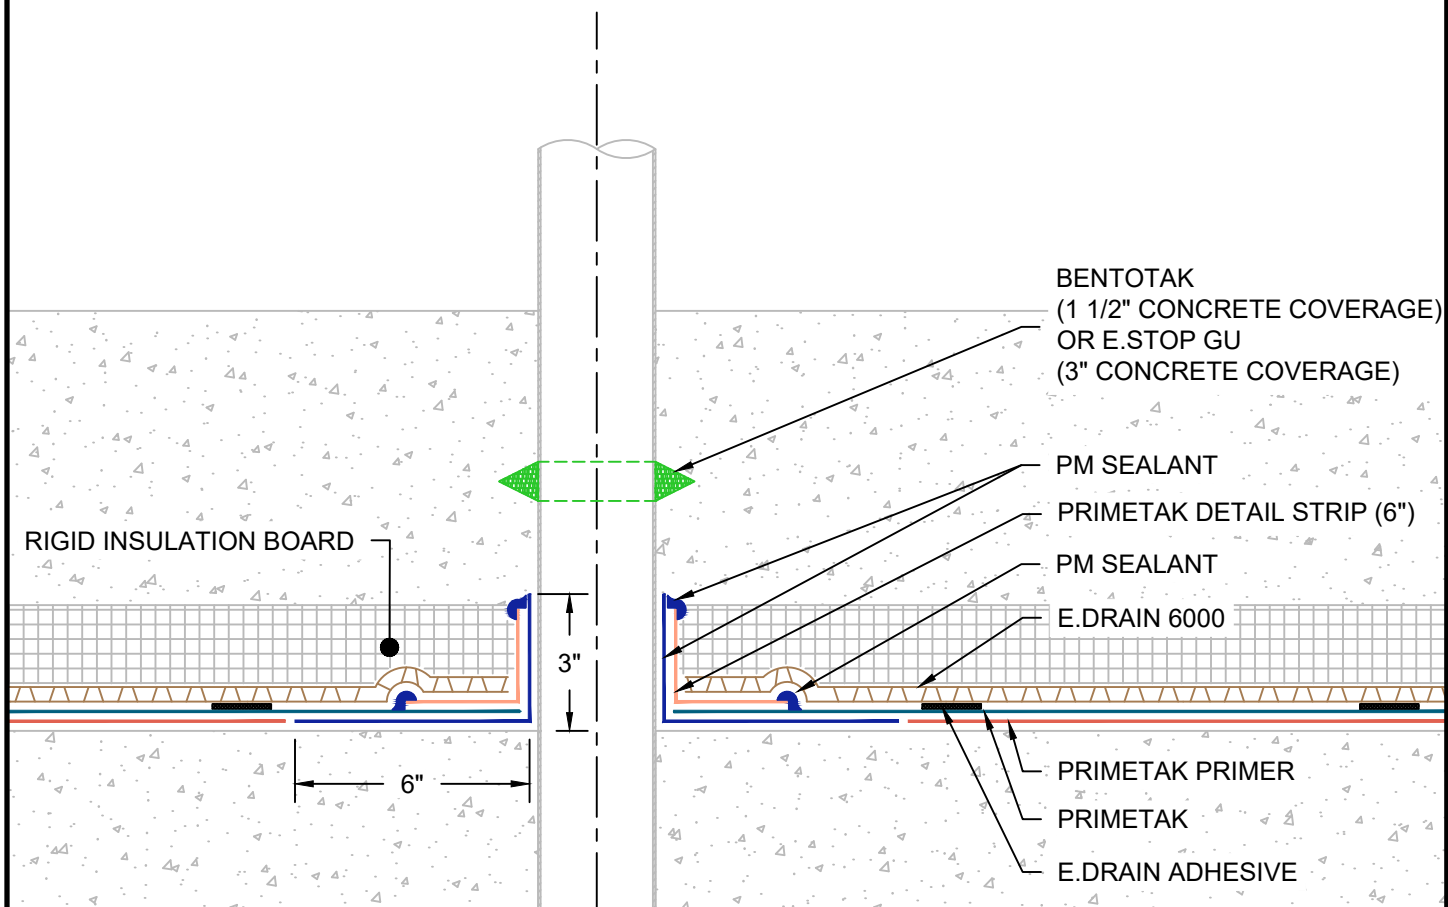 BENTOTAK
(1 1/2" CONCRETE COVERAGE)
OR E.STOP GU
(3" CONCRETE COVERAGE)
PM SEALANT
PRIMETAK DETAIL STRIP (6")
RIGID INSULATION BOARD
PM SEALANT
E.DRAIN 6000
3"
6"
PRIMETAK PRIMER
PRIMETAK
E.DRAIN ADHESIVE